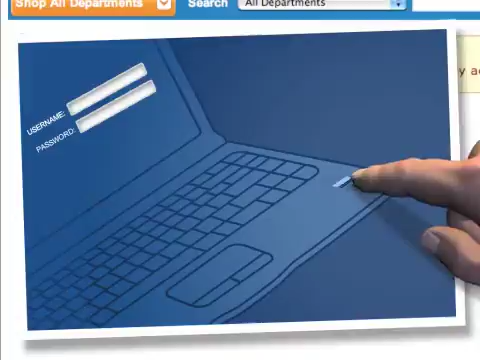 Shop All Departments
Search
All Departments
USERNAME:
PASSWORD: